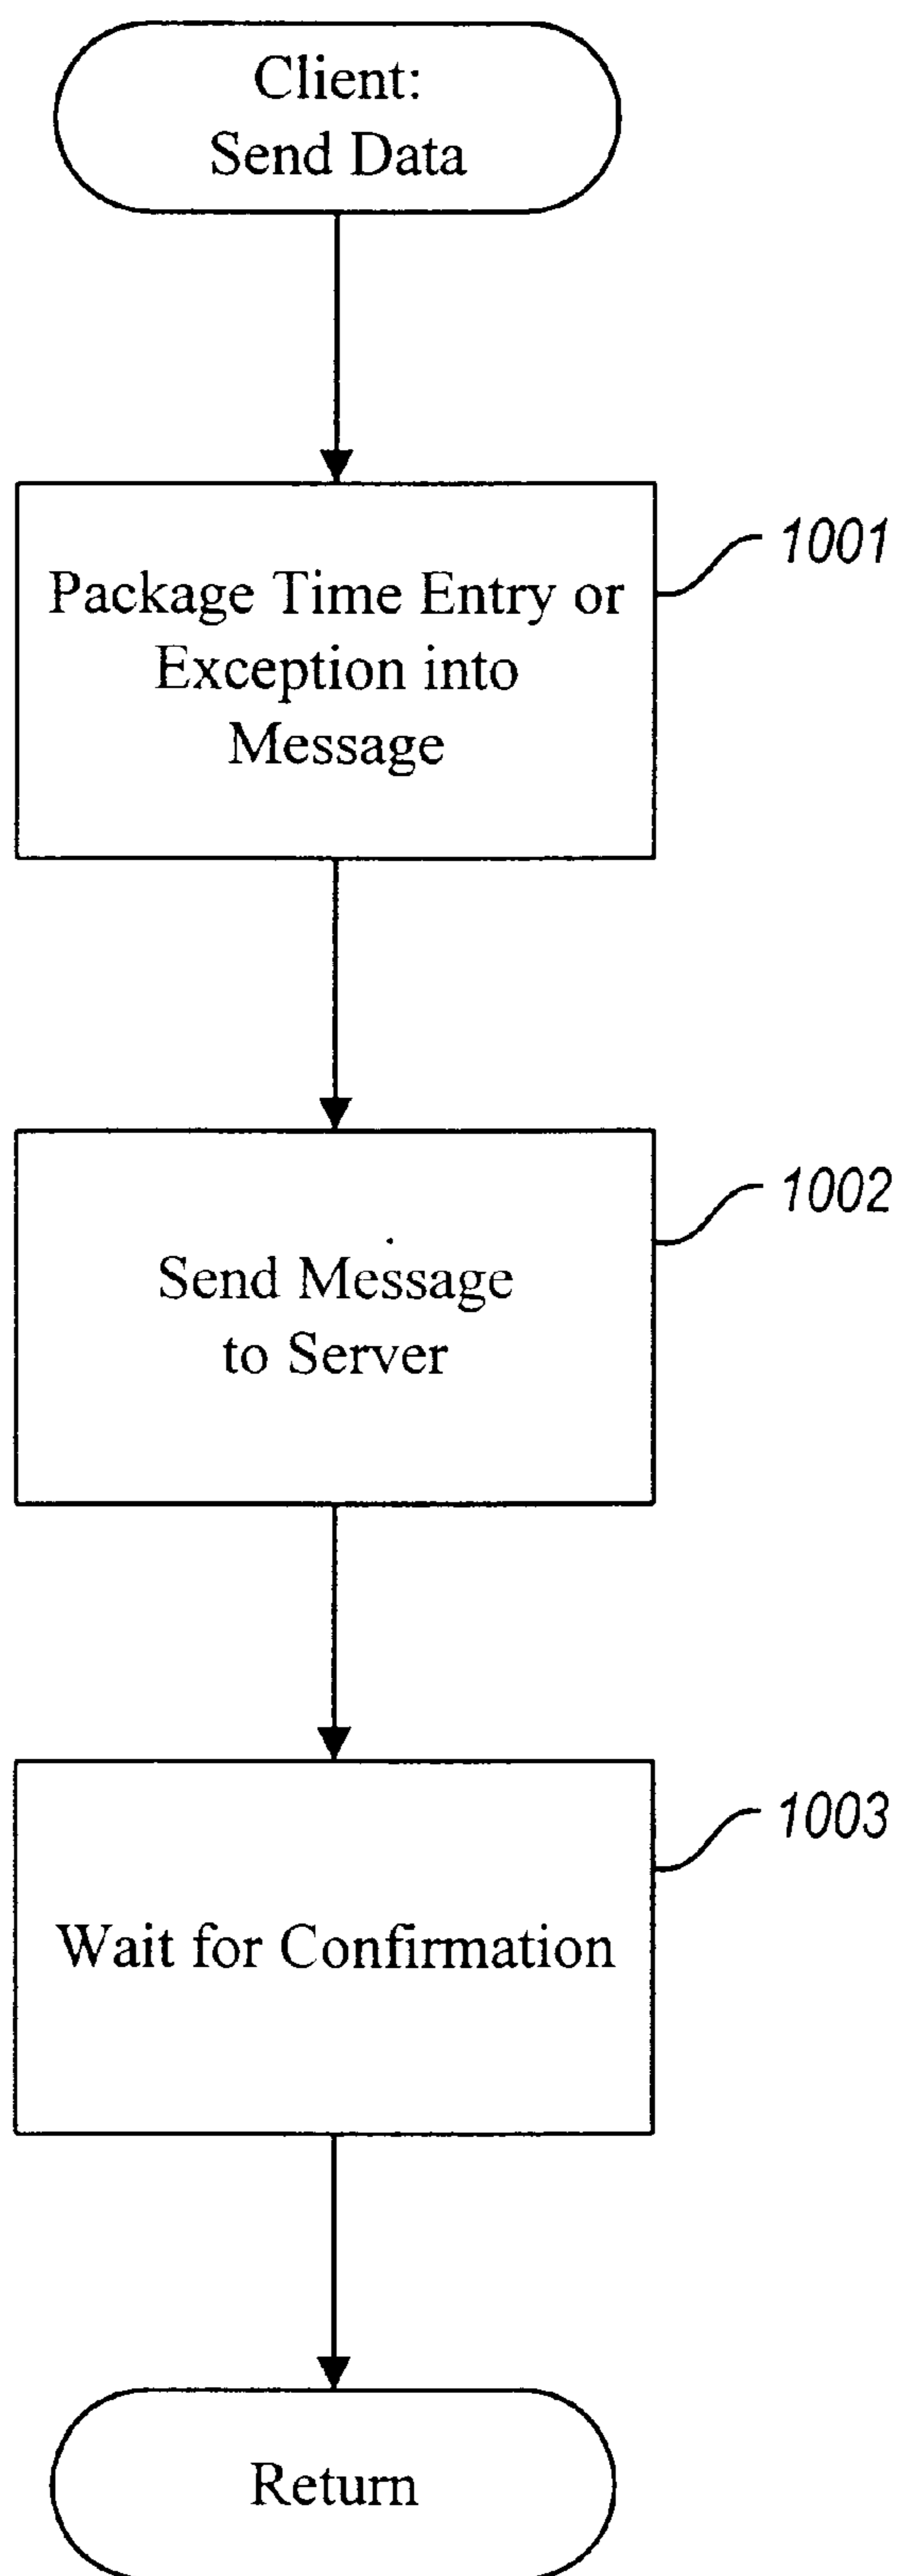 Client:
Send Data
Package Time Entry or
Exception into
Message
1001
Send Message
to Server
1002
Wait for Confirmation
1003
Return